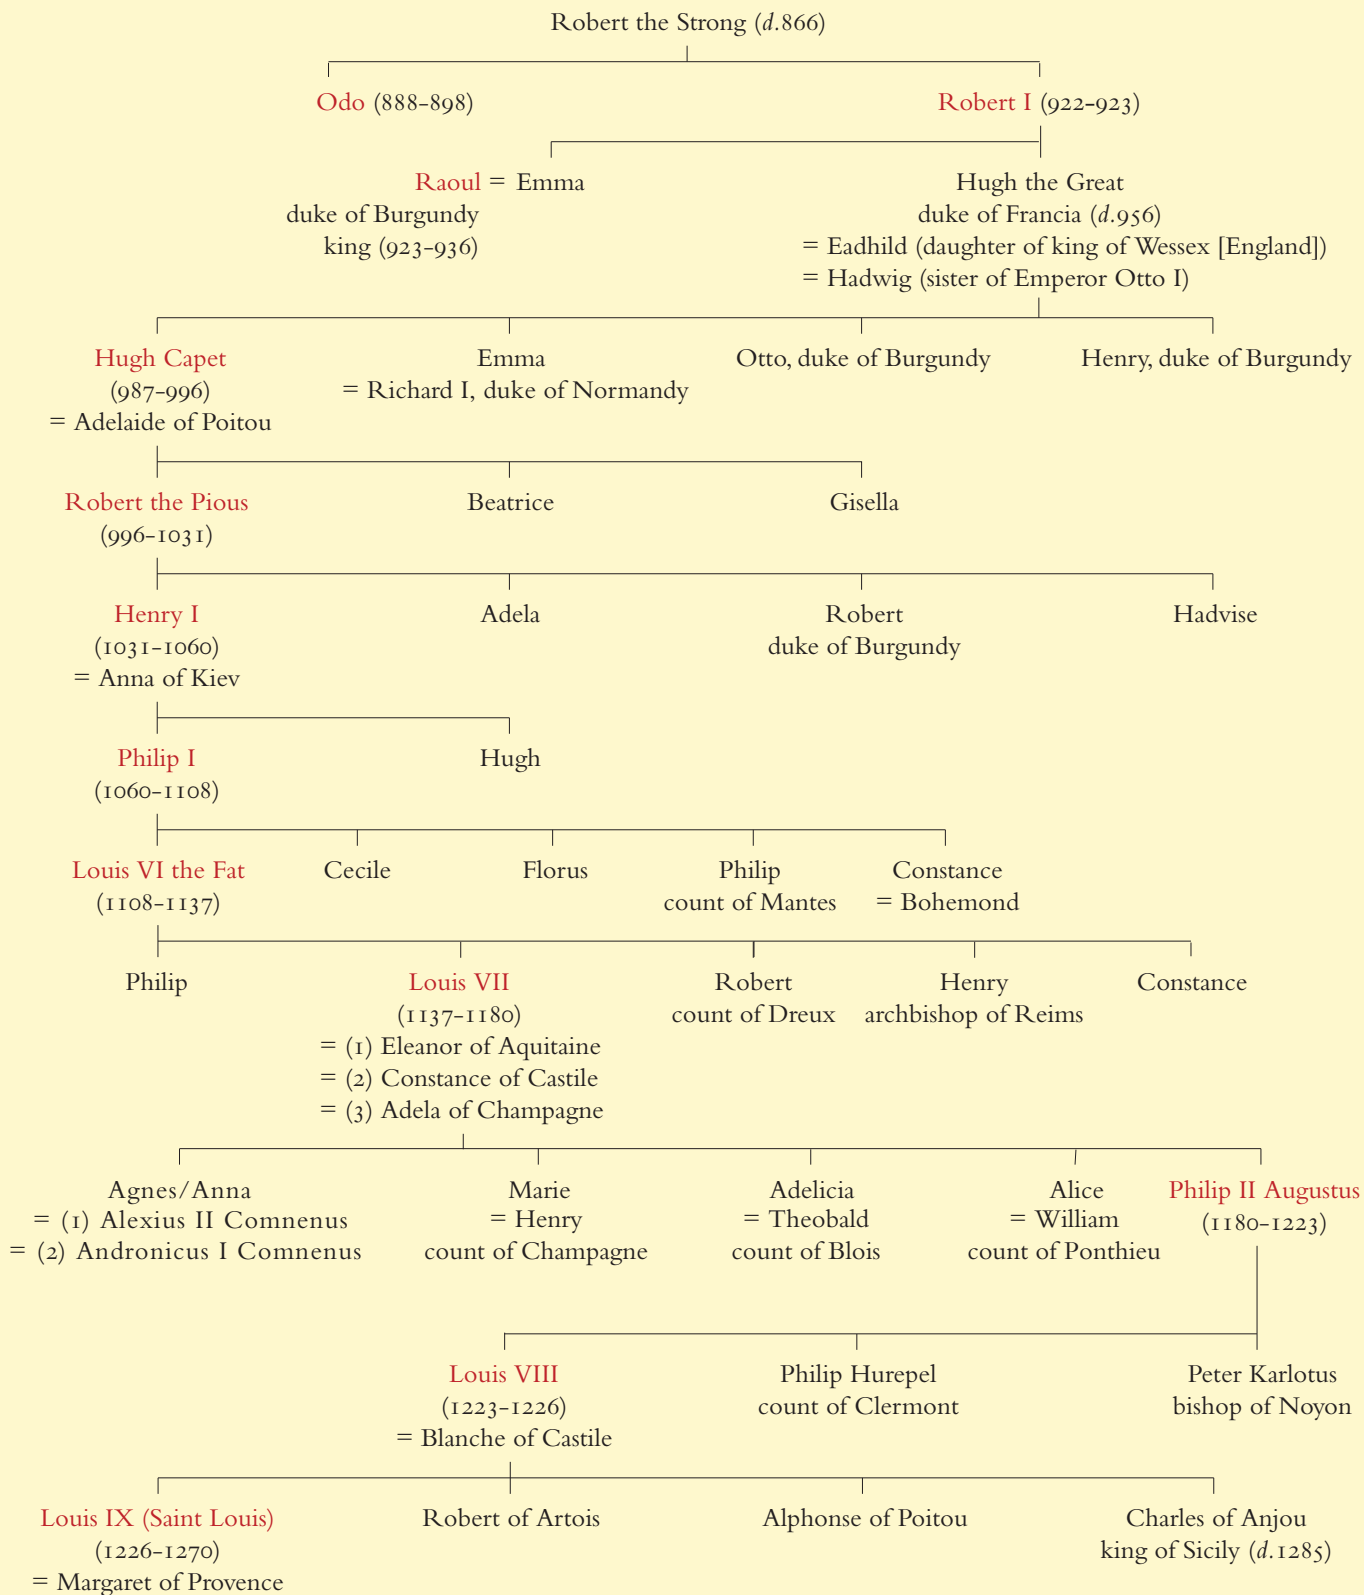 Robert the Strong (d.866)
Odo (888-898)
Robert I (922-923)
Raoul = Emma
duke of Burgundy
king (923-936)
Hugh the Great
duke of Francia (d.956)
= Eadhild (daughter of king of Wessex [England])
= Hadwig (sister of Emperor Otto I)
Hugh Capet
(987-996)
= Adelaide of Poitou
Emma
= Richard I, duke of Normandy
Otto, duke of Burgundy
Henry, duke of Burgundy
Robert the Pious
(996-1031)
Beatrice
Gisella
Henry I
(1031-1060)
= Anna of Kiev
Adela
Robert
duke of Burgundy
Hadvise
Philip I
(1060-1108)
Hugh
Louis VI the Fat
(1108-1137)
Cecile
Florus
Philip
count of Mantes
Constance
= Bohemond
Philip
Louis VII
(1137-1180)
= (1) Eleanor of Aquitaine
= (2) Constance of Castile
= (3) Adela of Champagne
Robert
count of Dreux
Henry
archbishop of Reims
Constance
Agnes/Anna
= (1) Alexius II Comnenus
= (2) Andronicus I Comnenus
Marie
= Henry
count of Champagne
Adelicia
= Theobald
count of Blois
Alice
= William
count of Ponthieu
Philip II Augustus
(1180-1223)
Louis VIII
(1223-1226)
= Blanche of Castile
Philip Hurepel
count of Clermont
Peter Karlotus
bishop of Noyon
Louis IX (Saint Louis)
(1226-1270)
= Margaret of Provence
Robert of Artois
Alphonse of Poitou
Charles of Anjou
king of Sicily (d.1285)